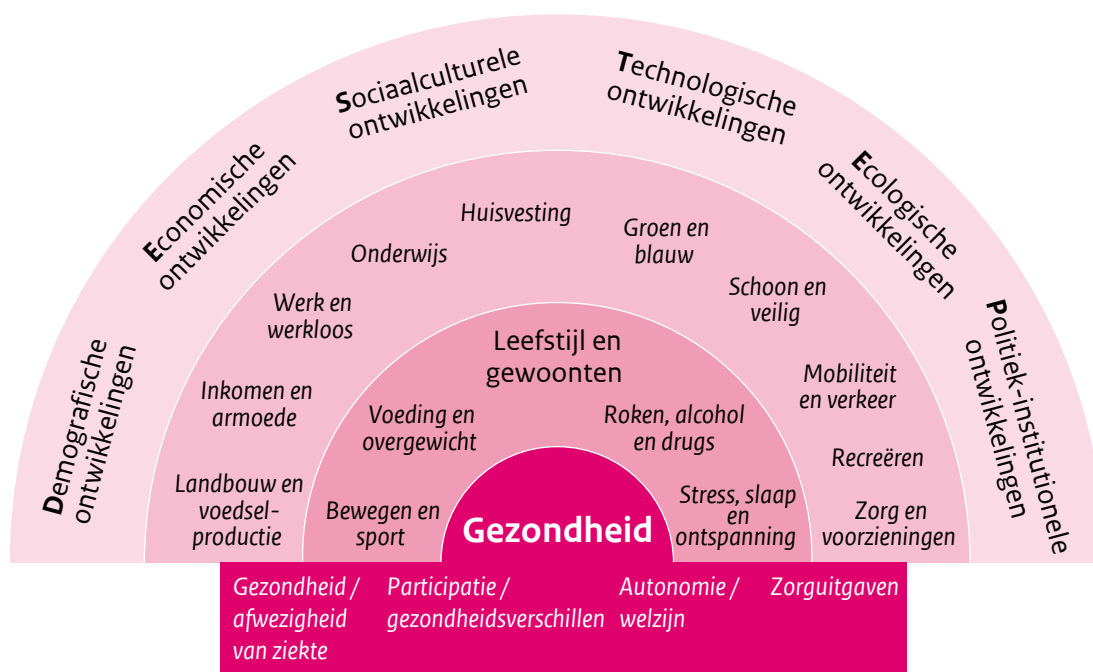 Demografische
ontwikkelingen
Economische
ontwikkelingen
Sociaalculturele
ontwikkelingen
Technologische
ontwikkelingen
Ecologische
ontwikkelingen
Politiek-institutionele
ontwikkelingen
Landbouw en
voedsel-
productie
Inkomen en
armoede
Werk en
werkloos
Onderwijs
Huisvesting
Groen en
blauw
Schoon en
veilig
Mobiliteit
en verkeer
Recreëren
Zorg en
voorzieningen
Leefstijl en
gewoonten
Bewegen en
sport
Voeding en
overgewicht
Roken, alcohol
en drugs
Stress, slaap
en
ontspanning
Gezondheid
Gezondheid /
afwezigheid
van ziekte
Participatie /
gezondheidsverschillen
Autonomie /
welzijn
Zorguitgaven